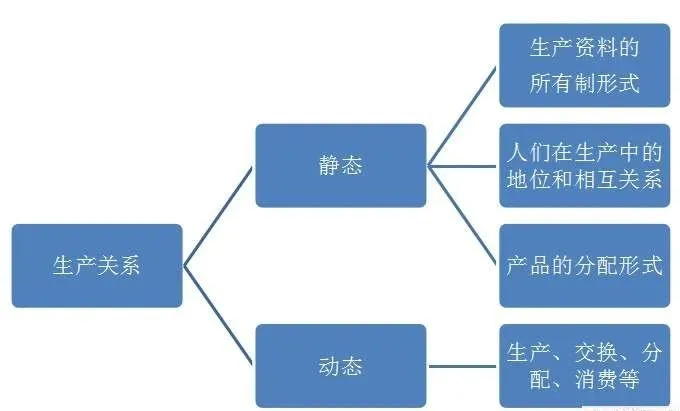 生产资料的
所有制形式
静态
人们在生产中的
地位和相互关系
生产关系
产品的分配形式
动态
生产、交换、分
配、消费等